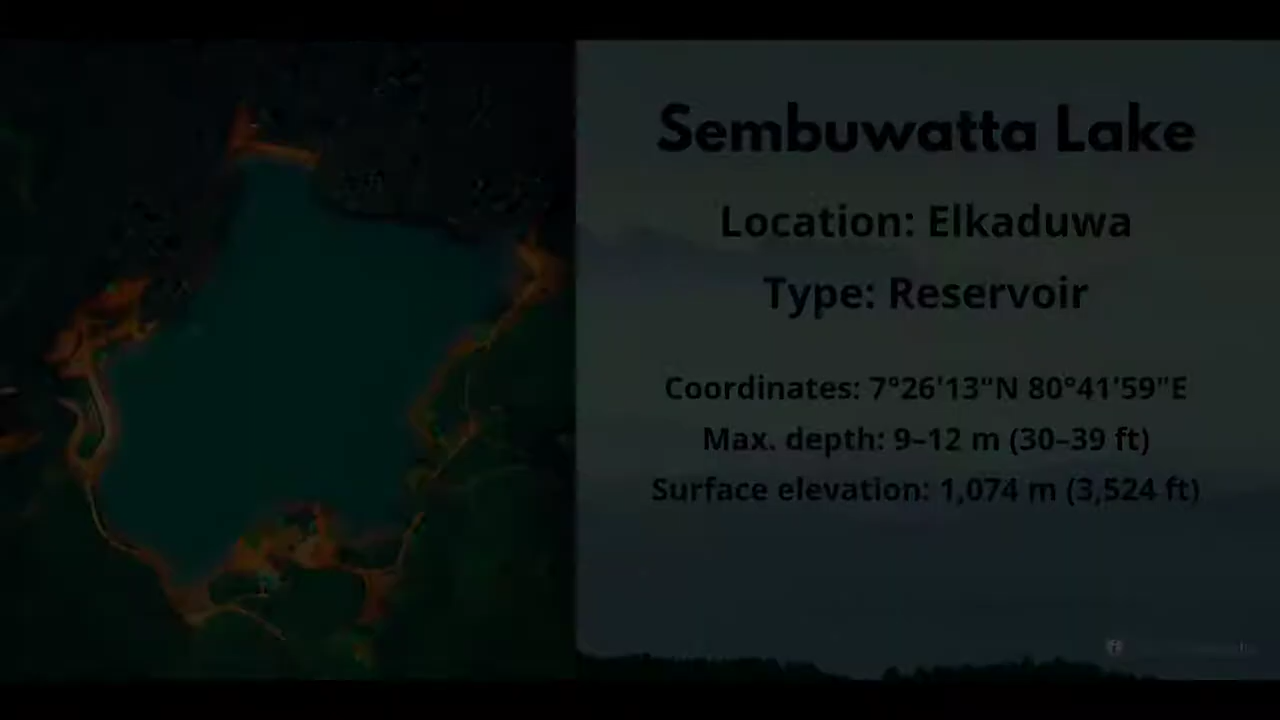 Sembuwatta Lake
Location: Elkaduwa
Type: Reservoir
Coordinates: 7°26'13"N 80°41'59"E
Max. depth: 9–12 m (30–39 ft)
Surface elevation: 1,074 m (3,524 ft)